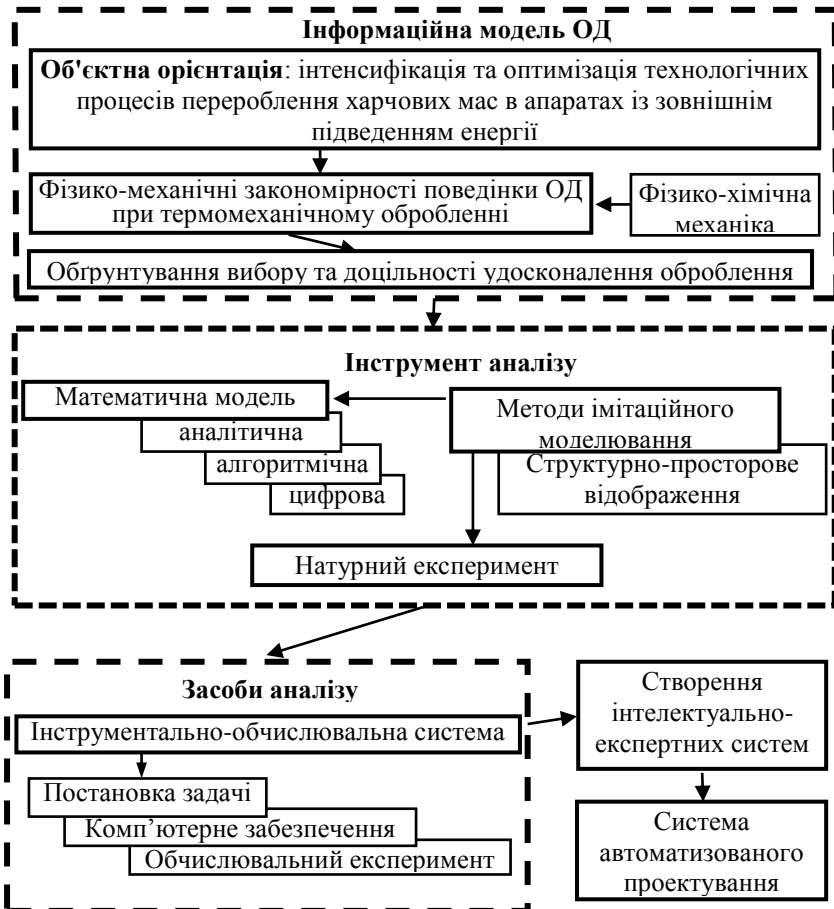 Інформаційна модель ОД
Об'єктна орієнтація: інтенсифікація та оптимізація технологічних
процесів перероблення харчових мас в апаратах із зовнішнім
підведенням енергії
Фізико-механічні закономірності поведінки ОД
при термомеханічному обробленні
Фізико-хімічна
механіка
Обґрунтування вибору та доцільності удосконалення оброблення
Інструмент аналізу
Математична модель
аналітична
алгоритмічна
цифрова
Методи імітаційного
моделювання
Структурно-просторове
відображення
Натурний експеримент
Засоби аналізу
Інструментально-обчислювальна система
Постановка задачі
Комп’ютерне забезпечення
Обчислювальний експеримент
Створення
інтелектуально-
експертних систем
Система
автоматизованого
проектування